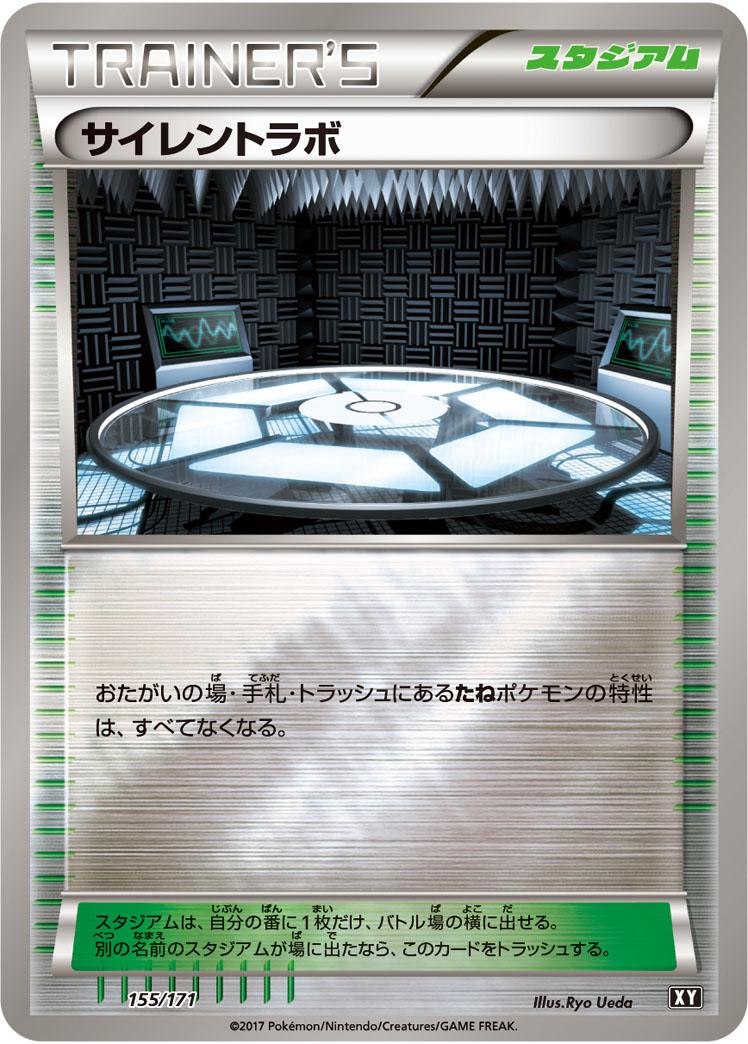 TRAINER'S
スタジアム
サイレントラボ
おたがいの場・手札・トラッシュにあるたねポケモンの特性
は、すべてなくなる。
スタジアムは、自分の番に1枚だけ、バトル場の横に出せる。
別の名前のスタジアムが場に出たなら、このカードをトラッシュする。
155/171
Illus.Ryo Ueda
XY
©2017 Pokémon/Nintendo/Creatures/GAME FREAK.